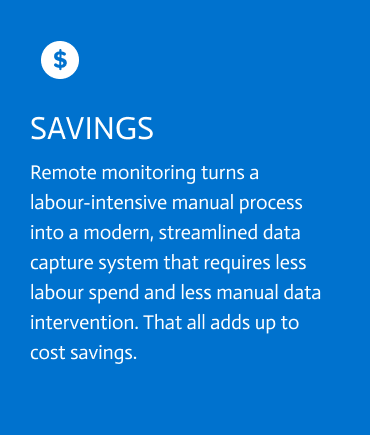 $
SAVINGS
Remote monitoring turns a
labour-intensive manual process
into a modern, streamlined data
capture system that requires less
labour spend and less manual data
intervention. That all adds up to
cost savings.